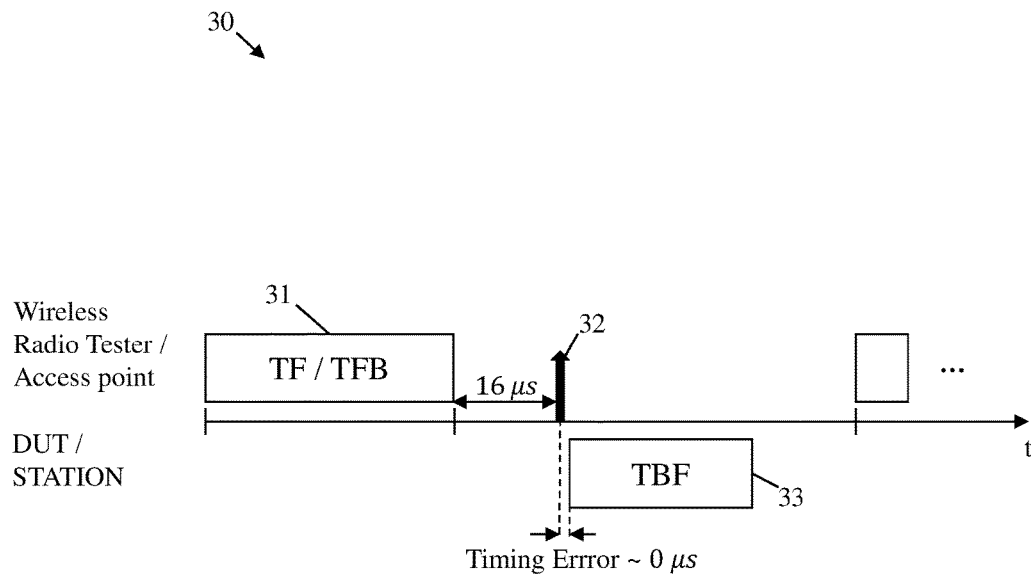 30
Wireless
Radio Tester /
Access point
31
TF / TFB
16 μs
32
...
t
DUT /
STATION
TBF
33
Timing Errror ~ 0 μs